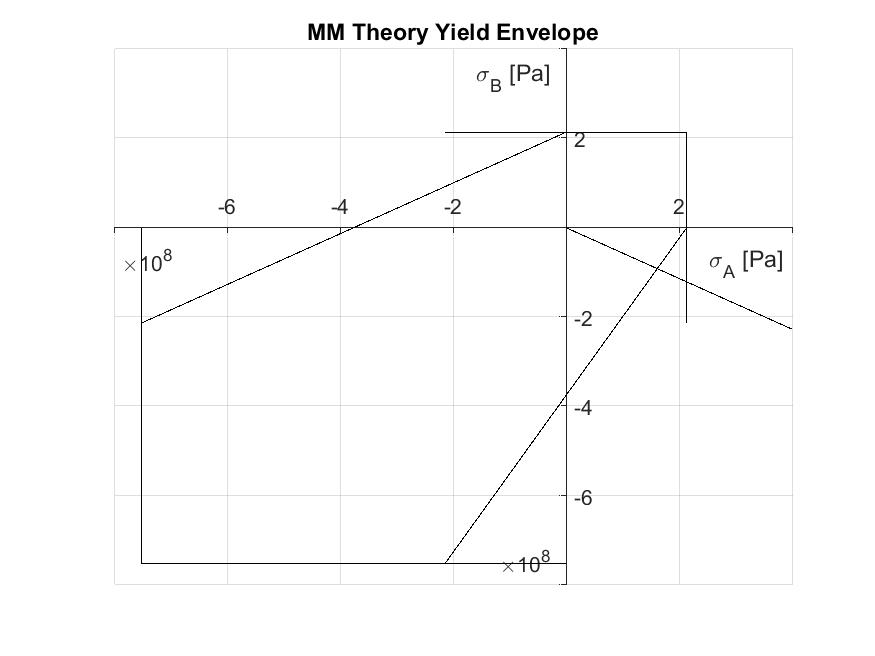 MM Theory Yield Envelope
σB [Pa]
2
-6 -4 -2 2
×10^8
σA [Pa]
-2
-4
-6
×10^8